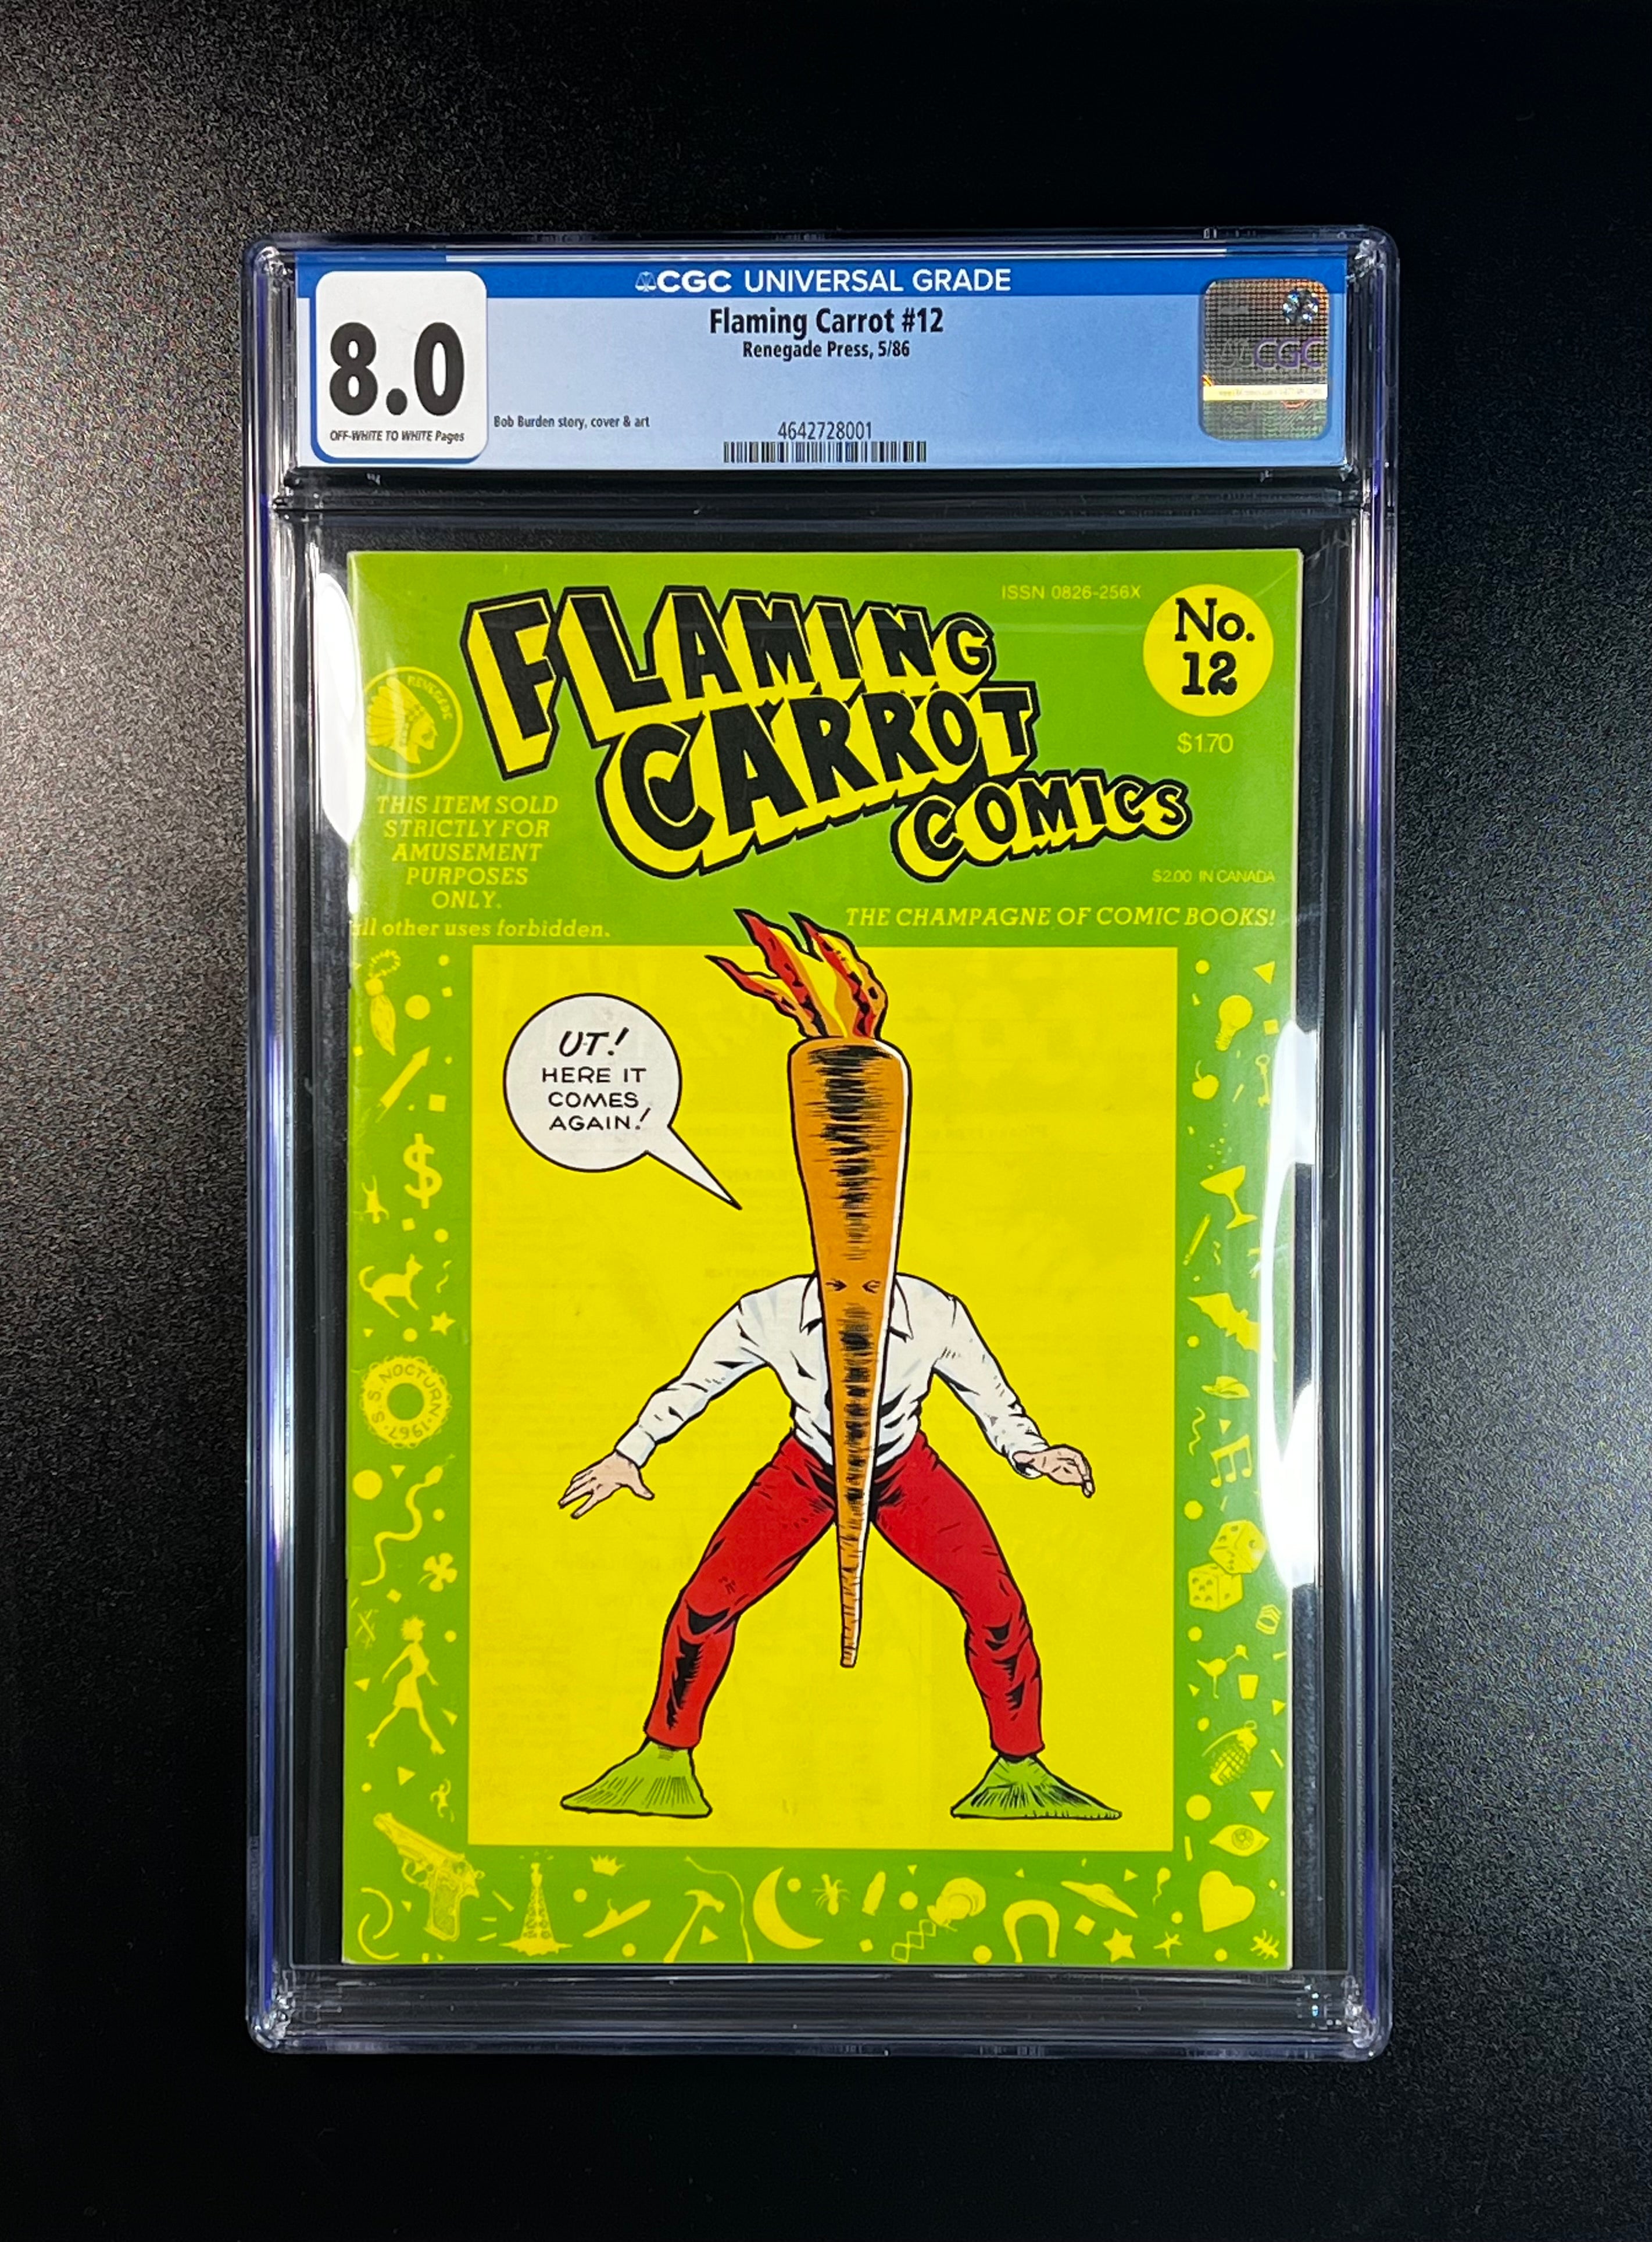 CGC UNIVERSAL GRADE
8.0
OFF-WHITE TO WHITE Pages
Flaming Carrot #12
Renegade Press, 5/86
Bob Burden story, cover & art
4642728001
CGC
ISSN 0826-256X
No.
12
$1.70
RENEGADE
FLAMING
CARROT
COMICS
THIS ITEM SOLD
STRICTLY FOR
AMUSEMENT
PURPOSES
ONLY.
all other uses forbidden.
$2.00 IN CANADA
THE CHAMPAGNE OF COMIC BOOKS!
UT!
HERE IT
COMES
AGAIN!
$
S.S. NOCTURN · 1967